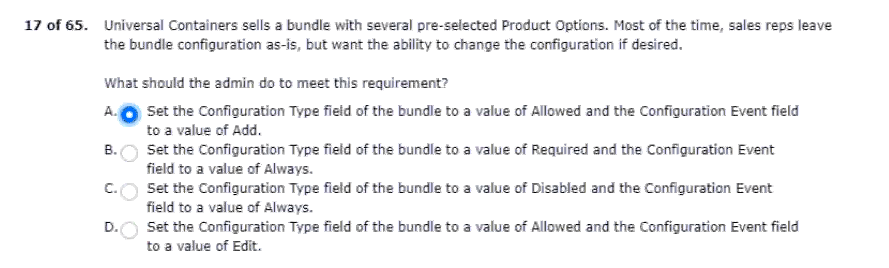 17 of 65. Universal Containers sells a bundle with several pre-selected Product Options. Most of the time, sales reps leave
the bundle configuration as-is, but want the ability to change the configuration if desired.
What should the admin do to meet this requirement?
A. Set the Configuration Type field of the bundle to a value of Allowed and the Configuration Event field
to a value of Add.
B. Set the Configuration Type field of the bundle to a value of Required and the Configuration Event
field to a value of Always.
C. Set the Configuration Type field of the bundle to a value of Disabled and the Configuration Event
field to a value of Always.
D. Set the Configuration Type field of the bundle to a value of Allowed and the Configuration Event field
to a value of Edit.